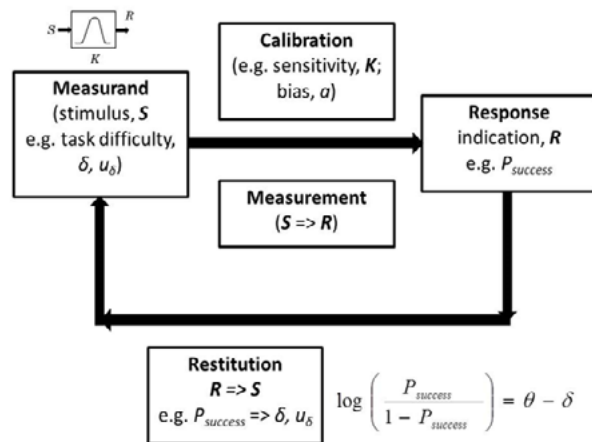 S R
K
Calibration
(e.g. sensitivity, K;
bias, a)
Measurand
(stimulus, S
e.g. task difficulty,
δ, uδ)
Response
indication, R
e.g. Psuccess
Measurement
(S => R)
Restitution
R => S
e.g. Psuccess => δ, uδ
log ( Psuccess / 1 − Psuccess ) = θ − δ